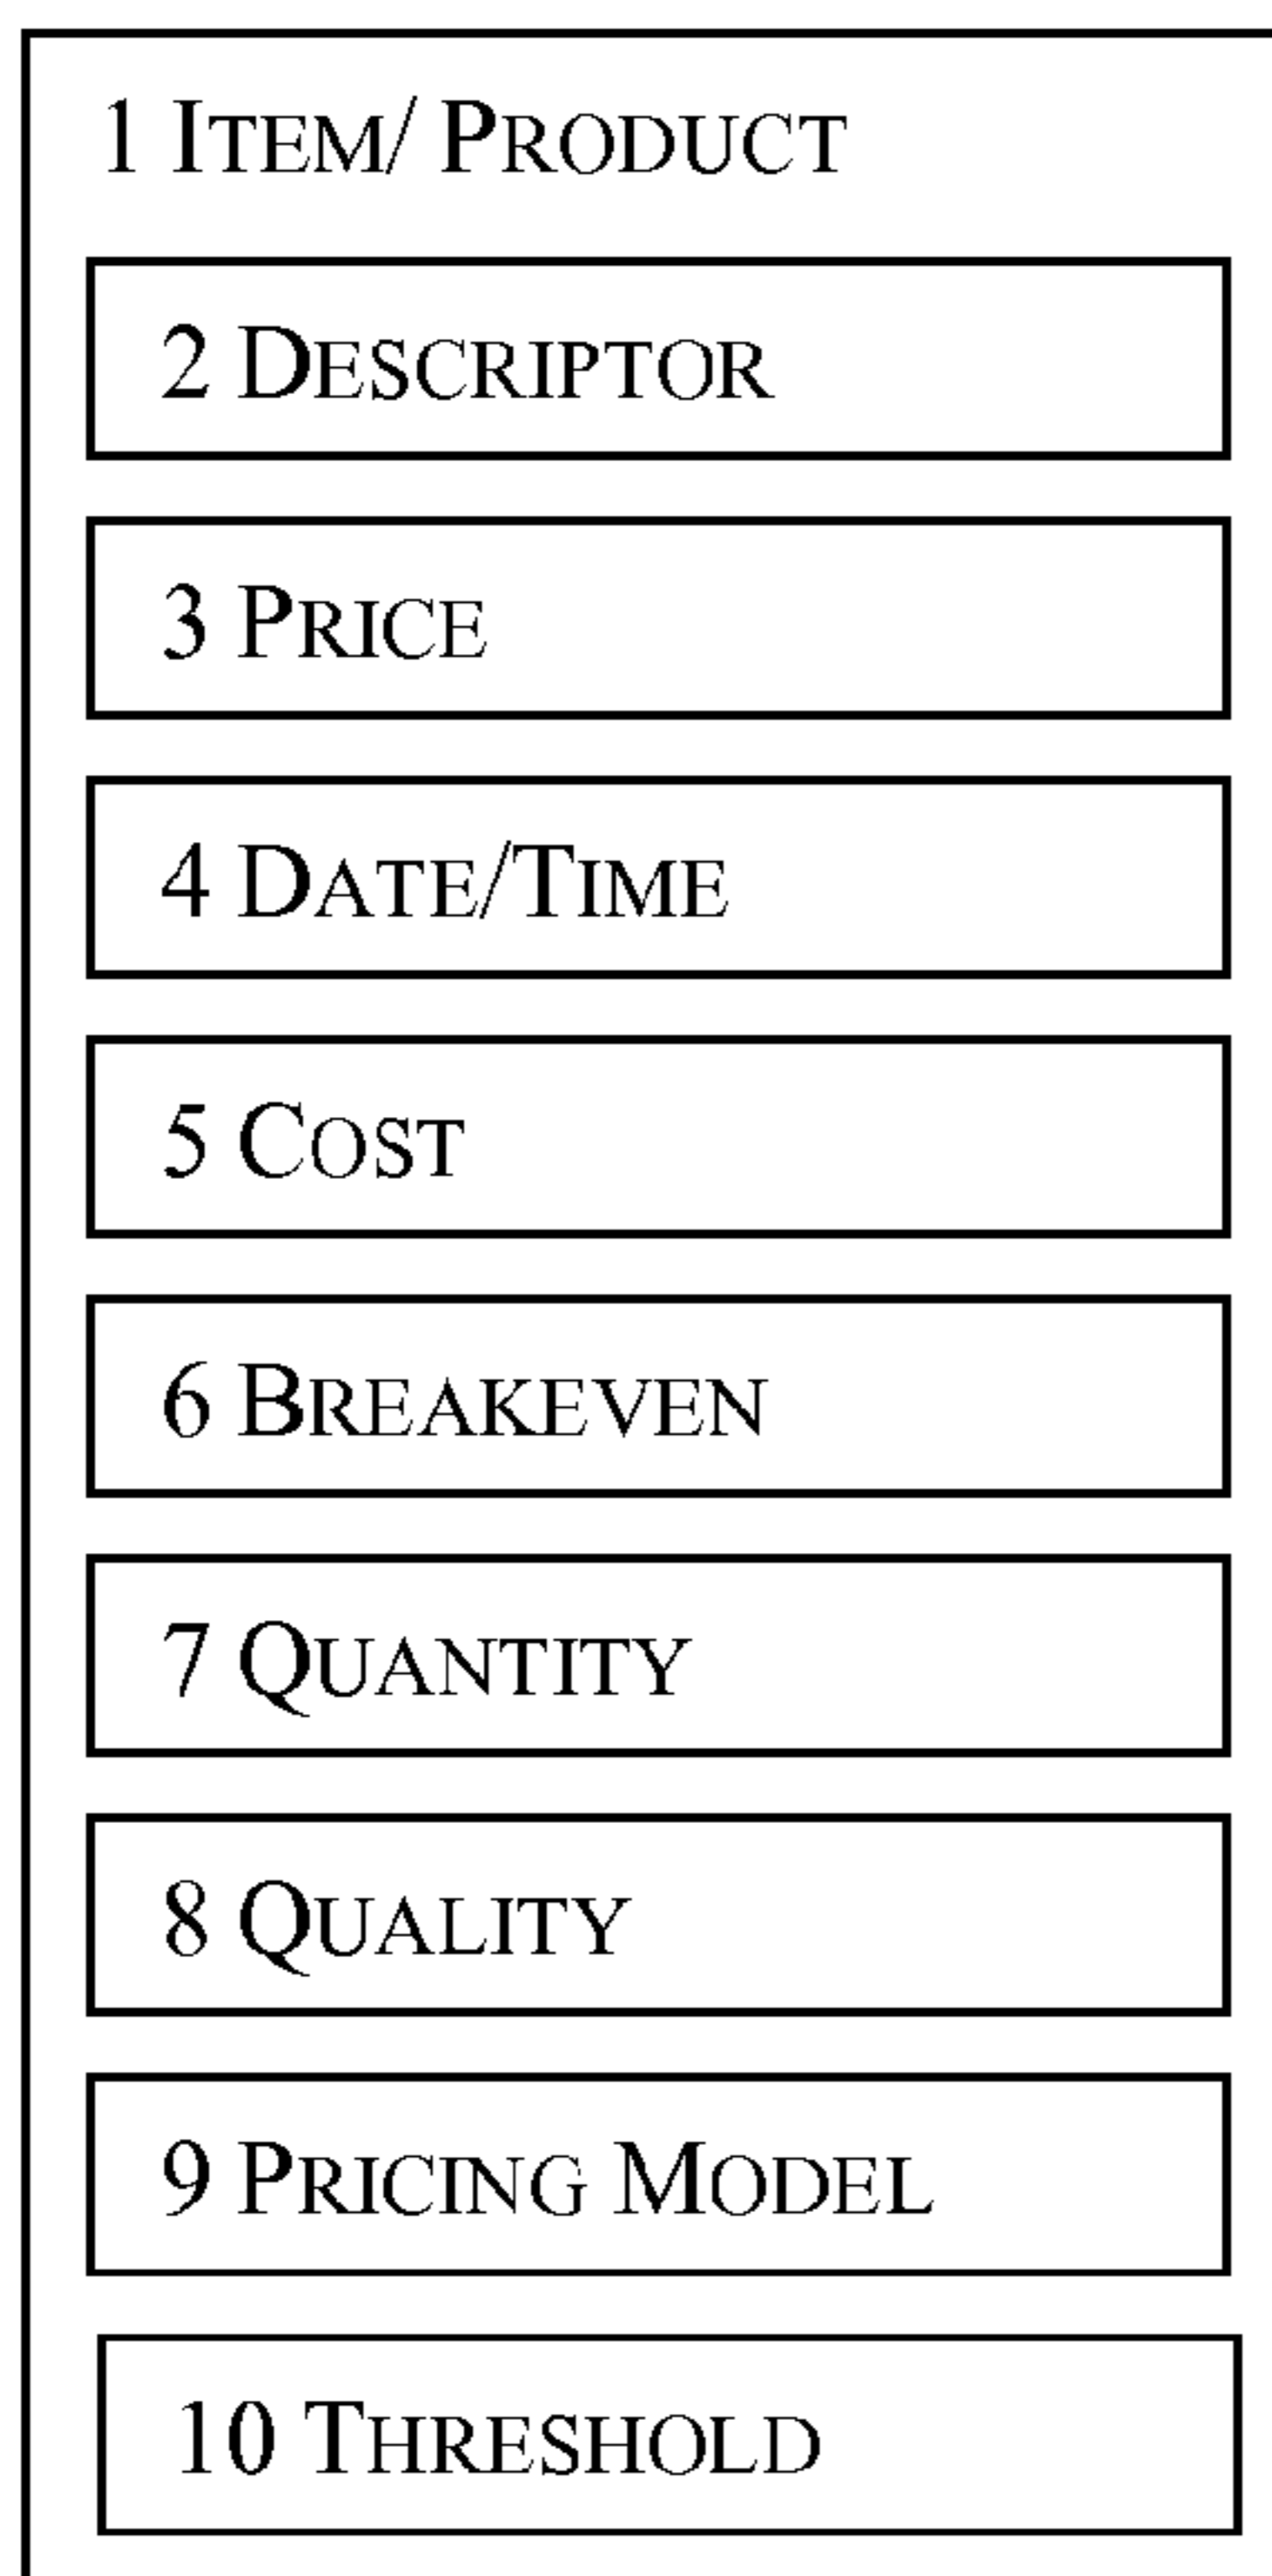 1 ITEM/ PRODUCT
2 DESCRIPTOR
3 PRICE
4 DATE/TIME
5 COST
6 BREAKEVEN
7 QUANTITY
8 QUALITY
9 PRICING MODEL
10 THRESHOLD